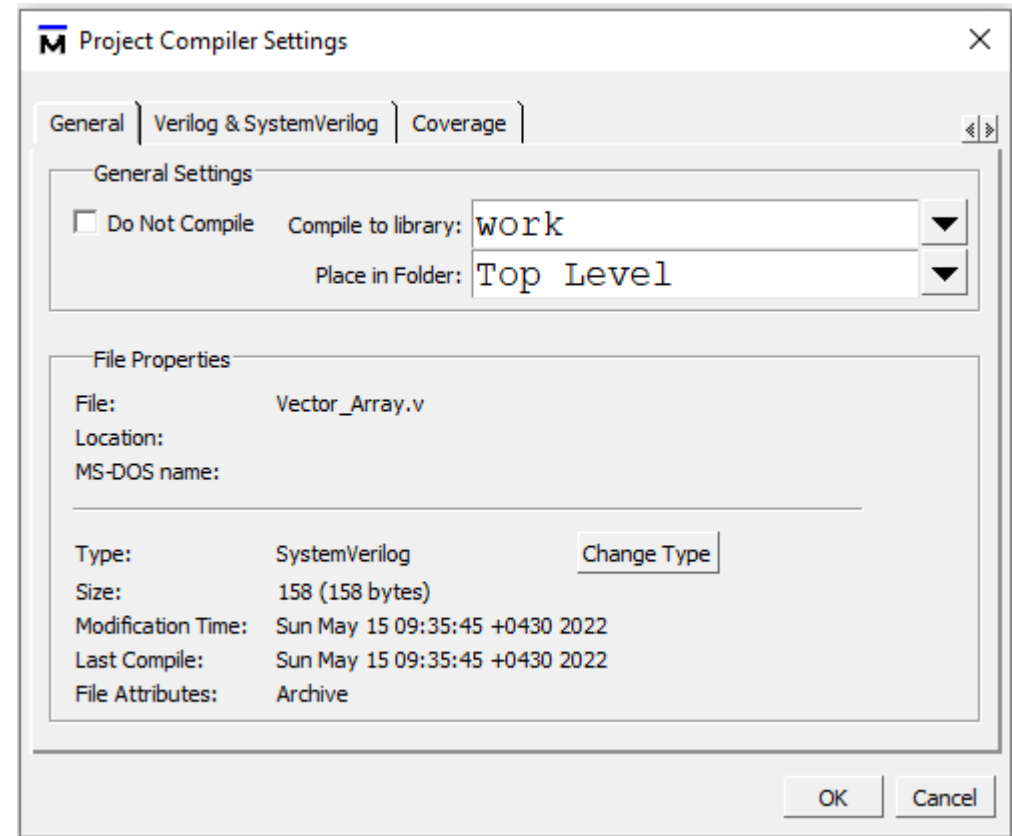 Project Compiler Settings
General Verilog & SystemVerilog Coverage
General Settings
Do Not Compile Compile to library: work
Place in Folder: Top Level
File Properties
File: Vector_Array.v
Location:
MS-DOS name:
Type: SystemVerilog Change Type
Size: 158 (158 bytes)
Modification Time: Sun May 15 09:35:45 +0430 2022
Last Compile: Sun May 15 09:35:45 +0430 2022
File Attributes: Archive
OK Cancel